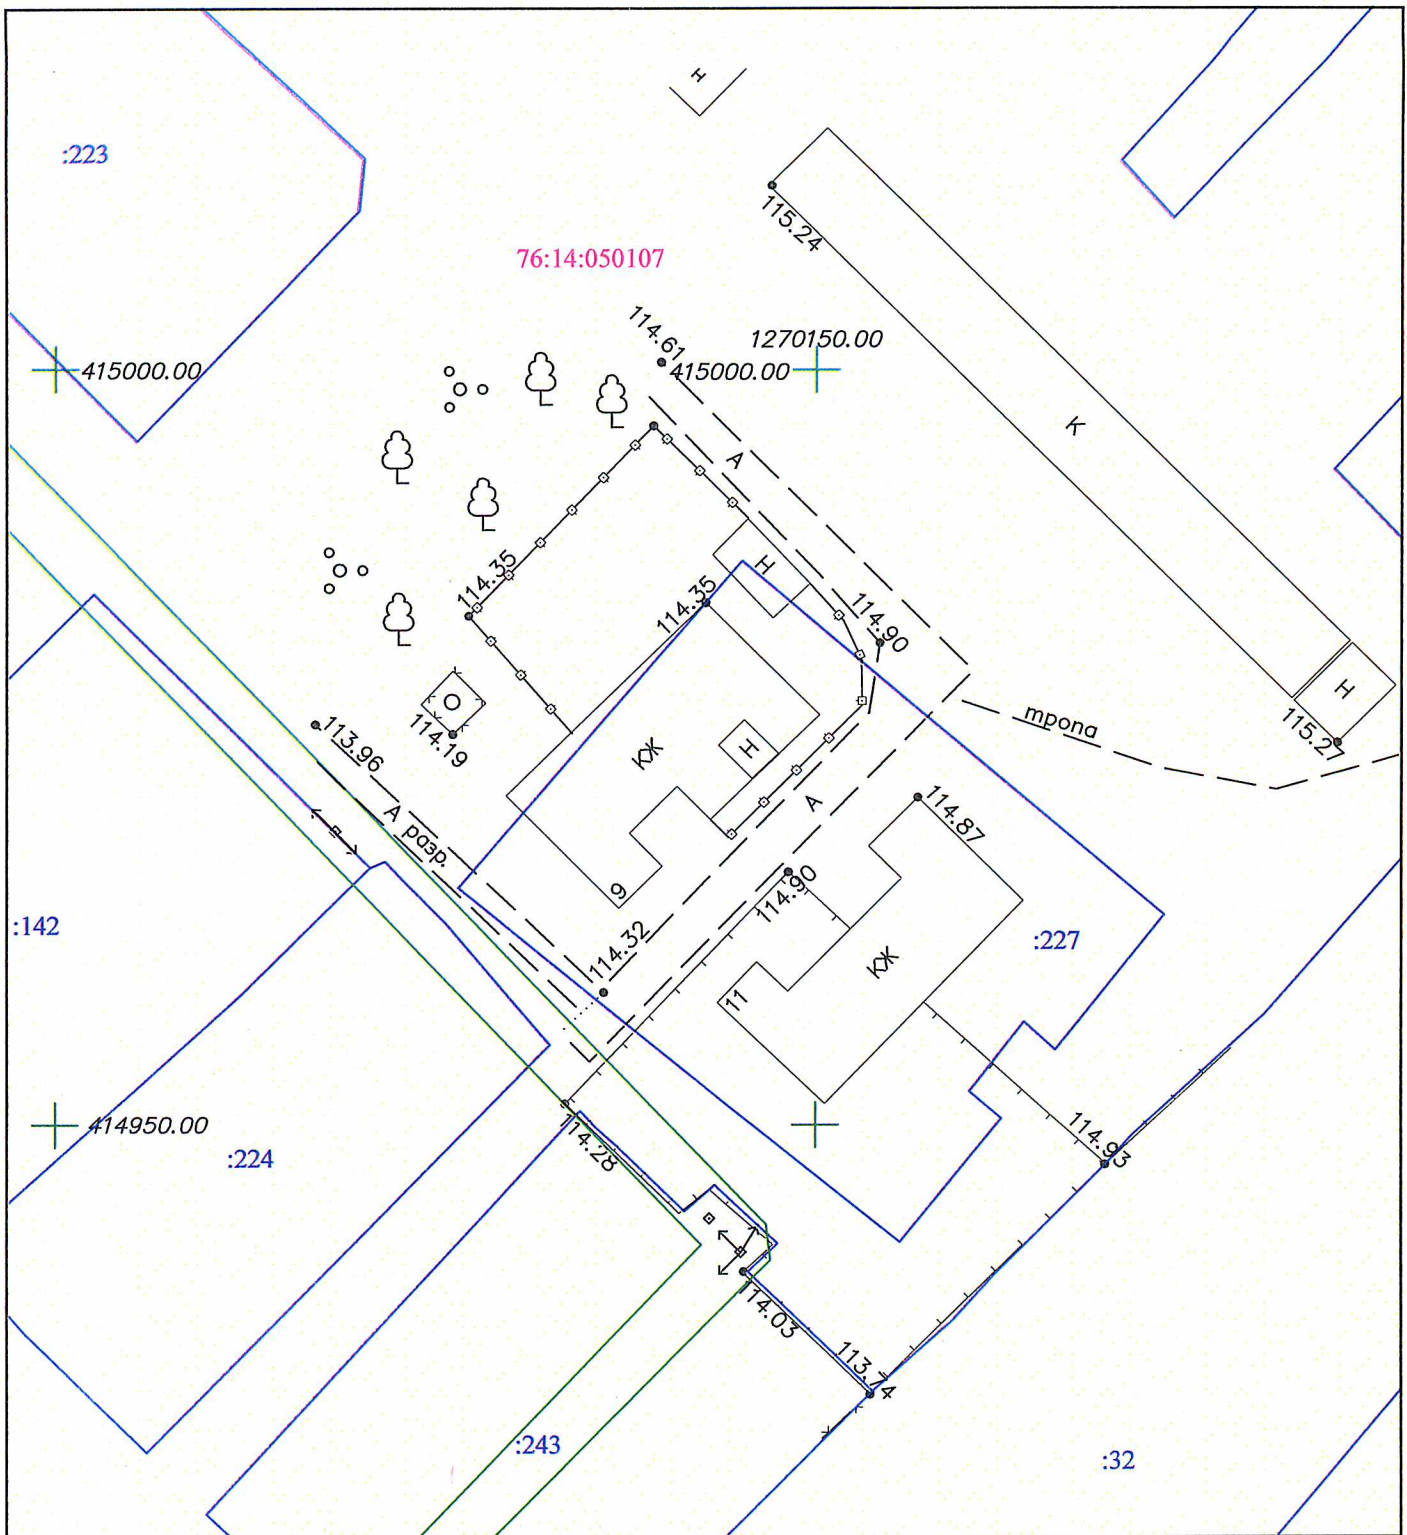 Н
:223
115.24
76:14:050107
114.61
1270150.00
415000.00
415000.00
К
А
114.35
Н
114.35
114.90
Н
тропа
115.27
113.96
114.19
КЖ
Н
А
А разр.
114.87
9
114.90
:142
114.32
:227
КЖ
11
414950.00
114.28
114.93
:224
114.03
113.74
:243
:32